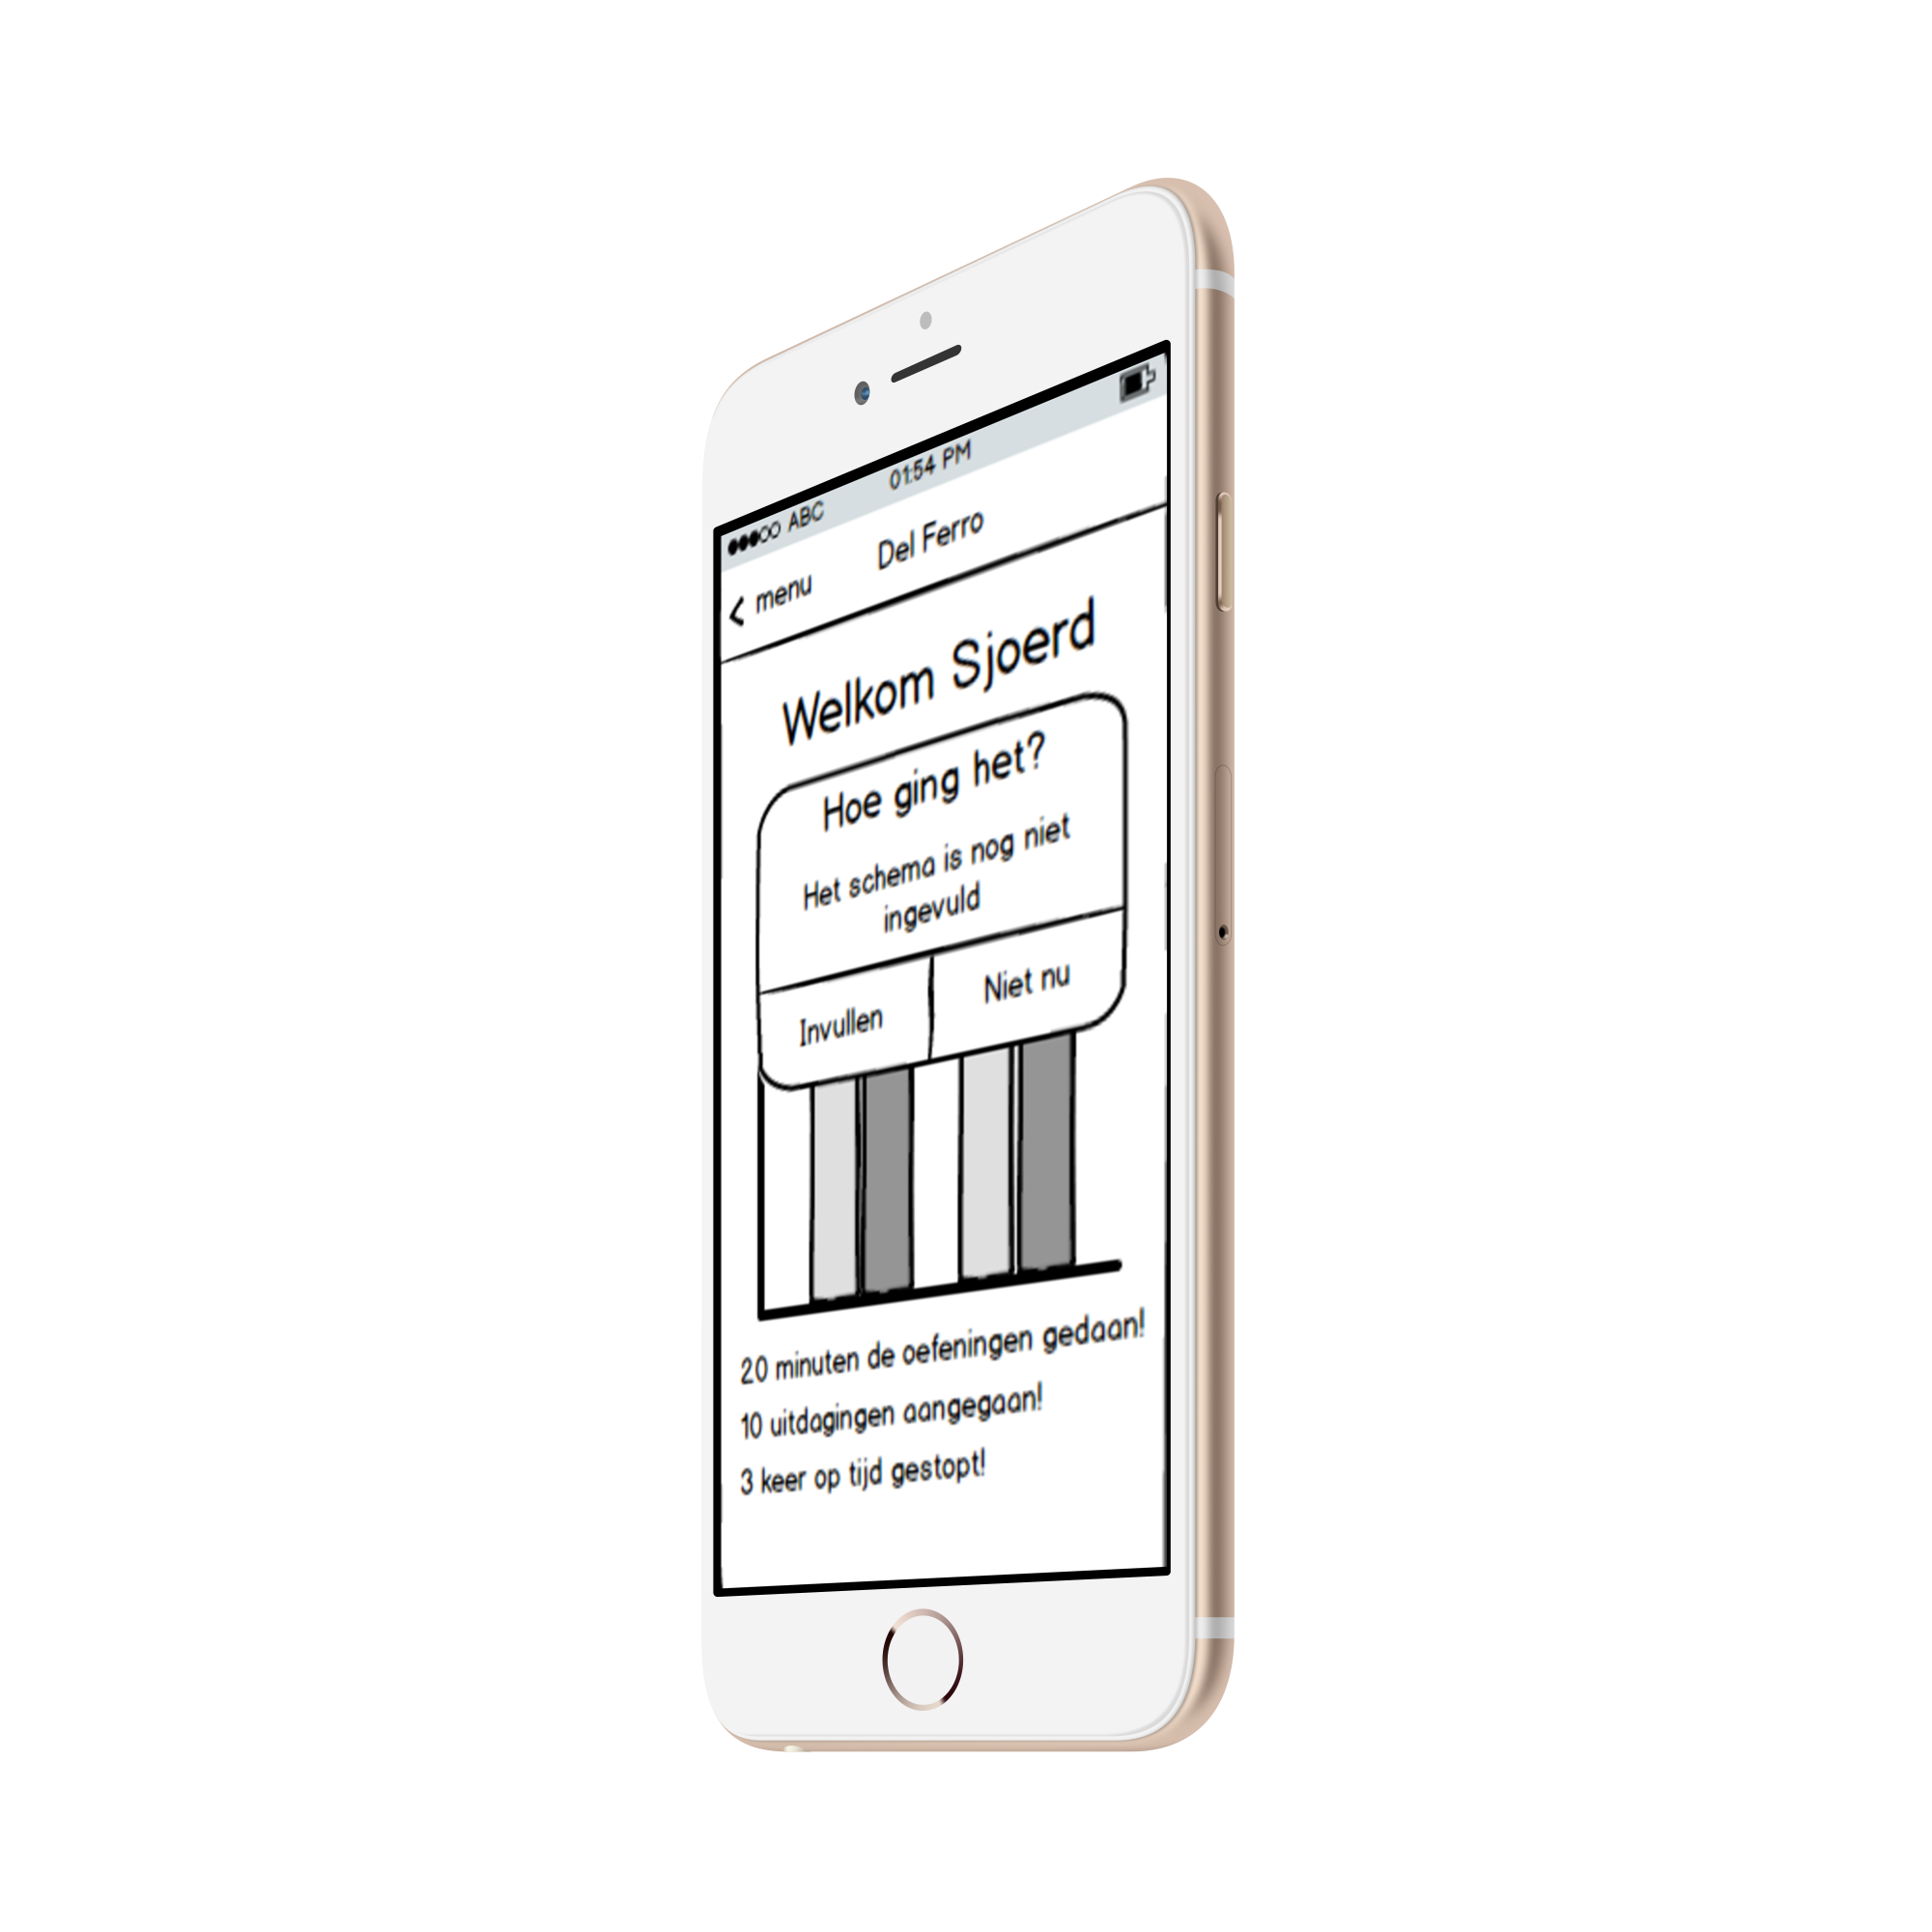 ABC 01:54 PM
< menu Del Ferro
Welkom Sjoerd
Hoe ging het?
Het schema is nog niet
ingevuld
Invullen Niet nu
20 minuten de oefeningen gedaan!
10 uitdagingen aangegaan!
3 keer op tijd gestopt!